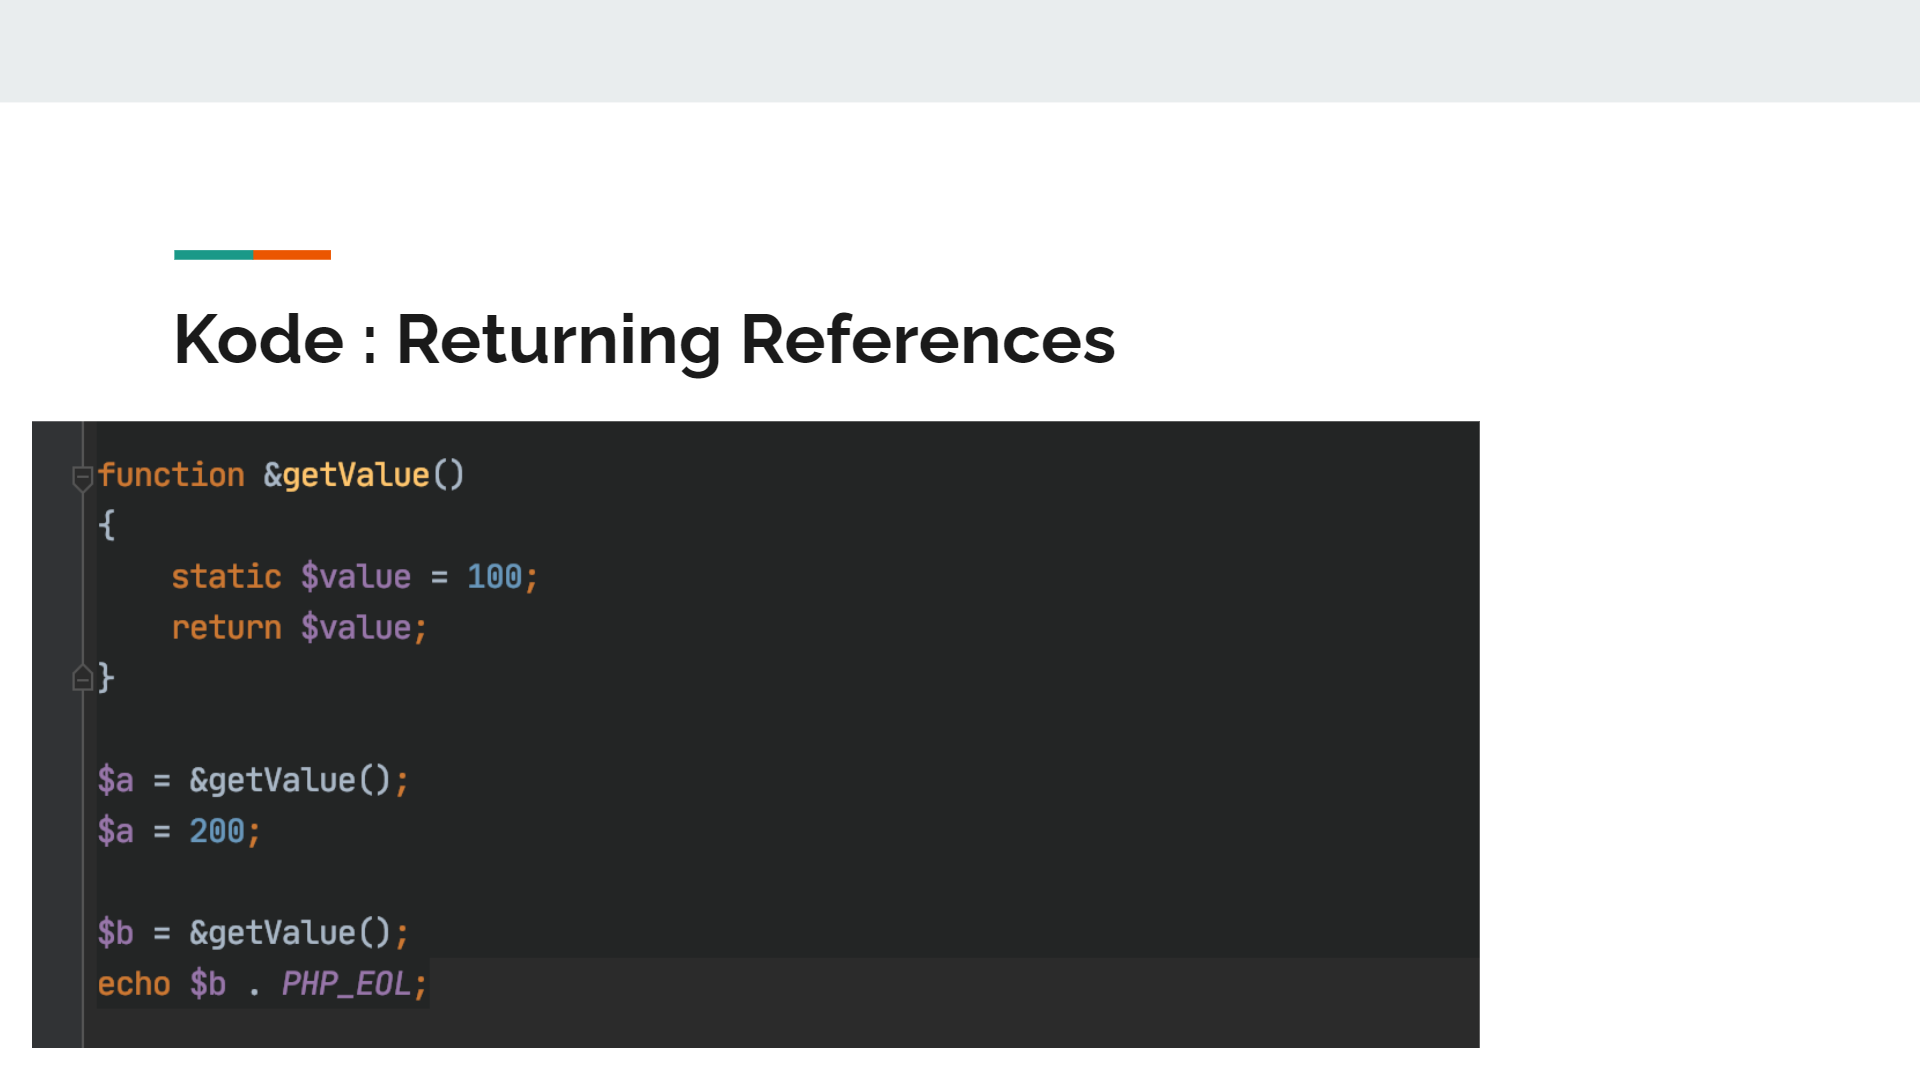 Kode : Returning References
function &getValue()
{
    static $value = 100;
    return $value;
}
$a = &getValue();
$a = 200;
$b = &getValue();
echo $b . PHP_EOL;